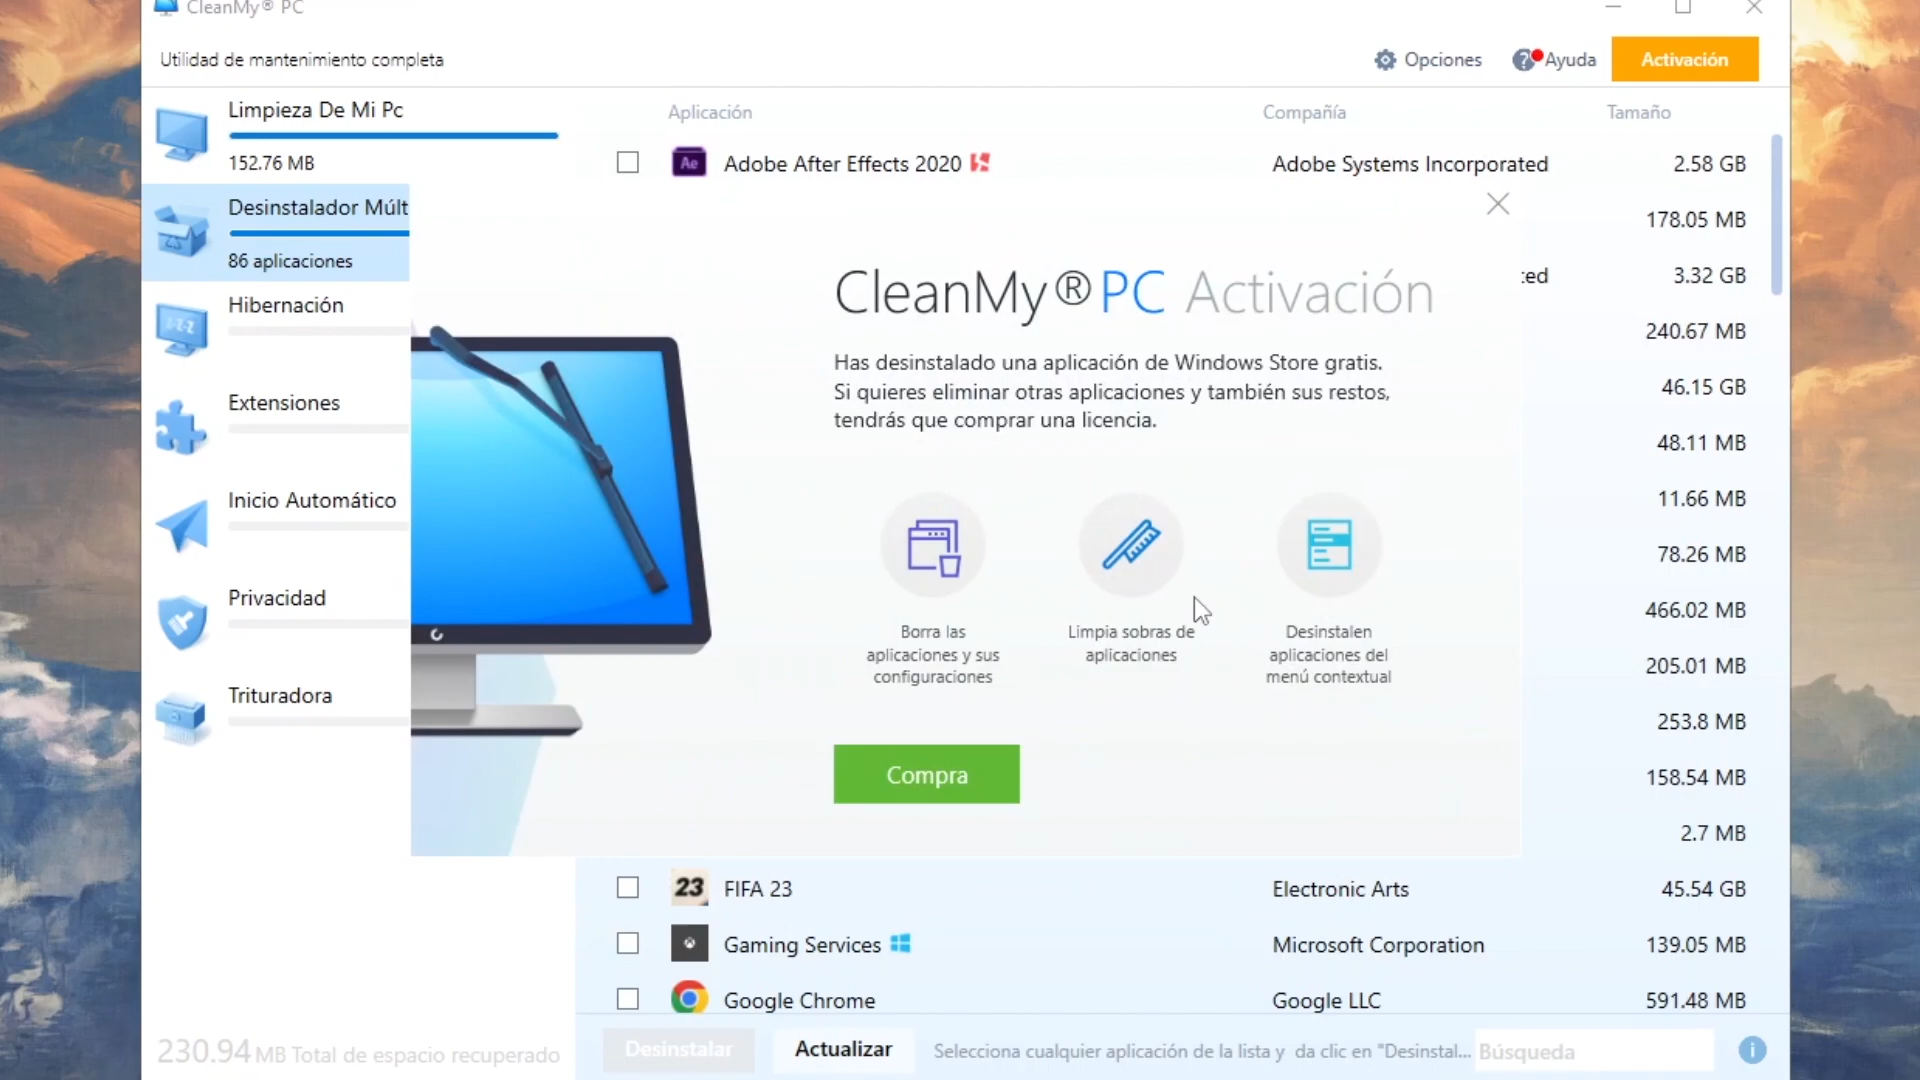 CleanMy® PC
Utilidad de mantenimiento completa
Opciones
Ayuda
Activación
Limpieza De Mi Pc
152.76 MB
Desinstalador Múlt
86 aplicaciones
Hibernación
Extensiones
Inicio Automático
Privacidad
Trituradora
230.94 MB Total de espacio recuperado
Aplicación Compañía Tamaño
Adobe After Effects 2020 Adobe Systems Incorporated 2.58 GB
178.05 MB
ted 3.32 GB
240.67 MB
46.15 GB
48.11 MB
11.66 MB
78.26 MB
466.02 MB
205.01 MB
253.8 MB
158.54 MB
2.7 MB
CleanMy®PC Activación
Has desinstalado una aplicación de Windows Store gratis.
Si quieres eliminar otras aplicaciones y también sus restos,
tendrás que comprar una licencia.
Borra las
aplicaciones y sus
configuraciones
Limpia sobras de
aplicaciones
Desinstalen
aplicaciones del
menú contextual
Compra
FIFA 23 Electronic Arts 45.54 GB
Gaming Services Microsoft Corporation 139.05 MB
Google Chrome Google LLC 591.48 MB
Desinstalar
Actualizar
Selecciona cualquier aplicación de la lista y da clic en "Desinstal...
Búsqueda